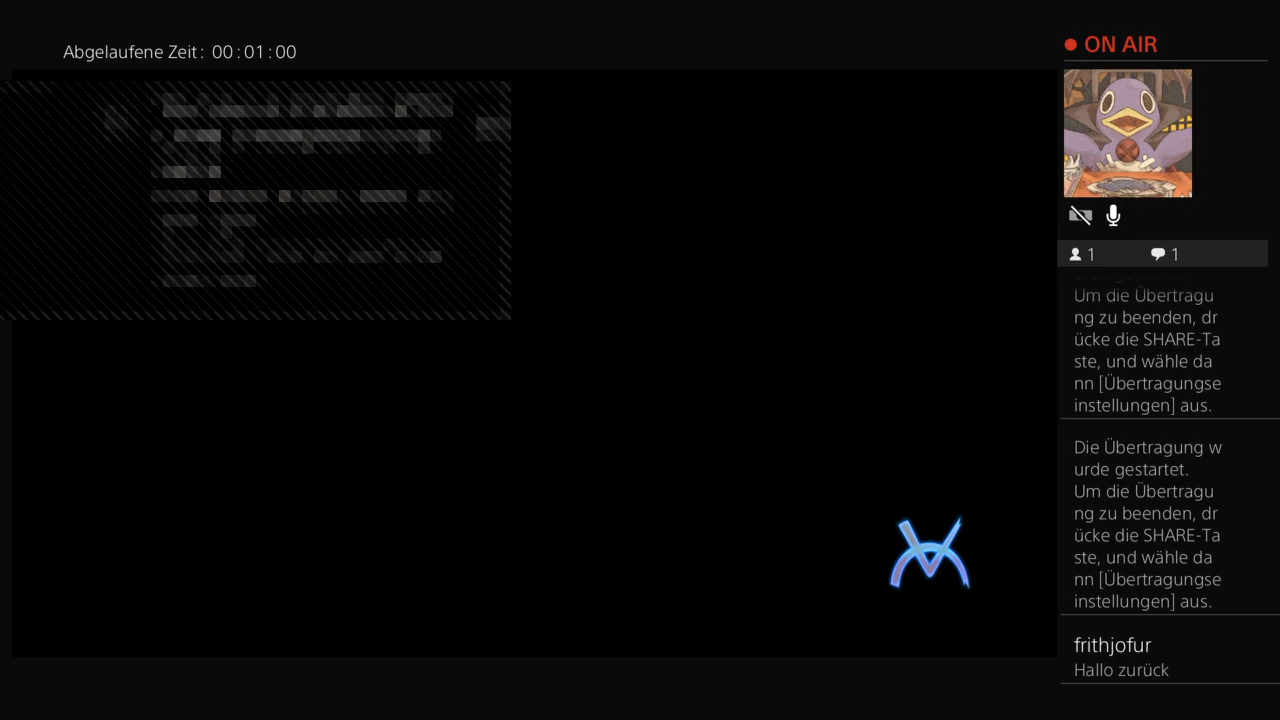 Abgelaufene Zeit: 00:01:00
ON AIR
1 1
Um die Übertragu
ng zu beenden, dr
ücke die SHARE-Ta
ste, und wähle da
nn [Übertragungse
instellungen] aus.
Die Übertragung w
urde gestartet.
Um die Übertragu
ng zu beenden, dr
ücke die SHARE-Ta
ste, und wähle da
nn [Übertragungse
instellungen] aus.
frithjofur
Hallo zurück